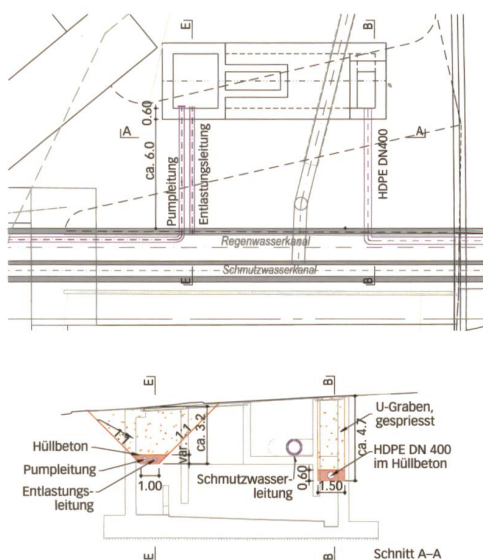 E
B
0.60
A
A
ca. 6.0
Pumpleitung
Entlastungsleitung
HDPE DN400
Regenwasserkanal
Schmutzwasserkanal
E
B
E
B
1:1
1:1
ca. 3.2
var.
ca. 4.7
U-Graben,
gespriesst
Hüllbeton
Pumpleitung
Entlastungs-
leitung
1.00
Schmutzwasser-
leitung
0,60
1.50
HDPE DN 400
im Hüllbeton
E
B
Schnitt A–A